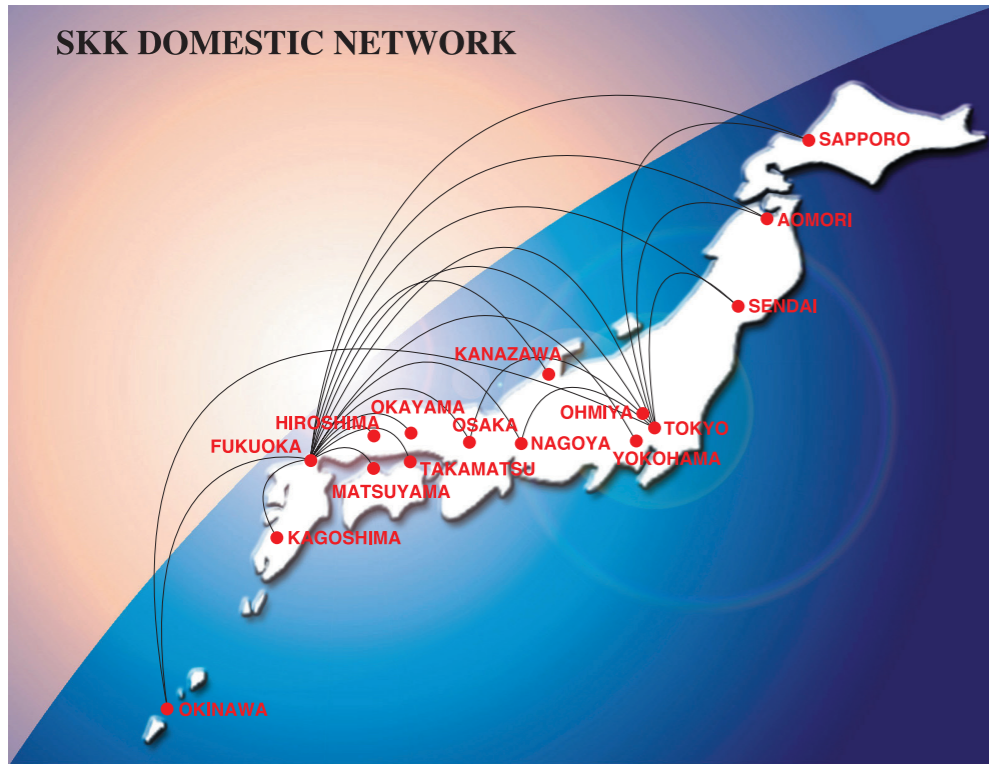 SKK DOMESTIC NETWORK
SAPPORO
AOMORI
SENDAI
KANAZAWA
OKAYAMA
HIROSHIMA
OSAKA
OHMIYA
TOKYO
FUKUOKA
NAGOYA
YOKOHAMA
TAKAMATSU
MATSUYAMA
KAGOSHIMA
OKINAWA